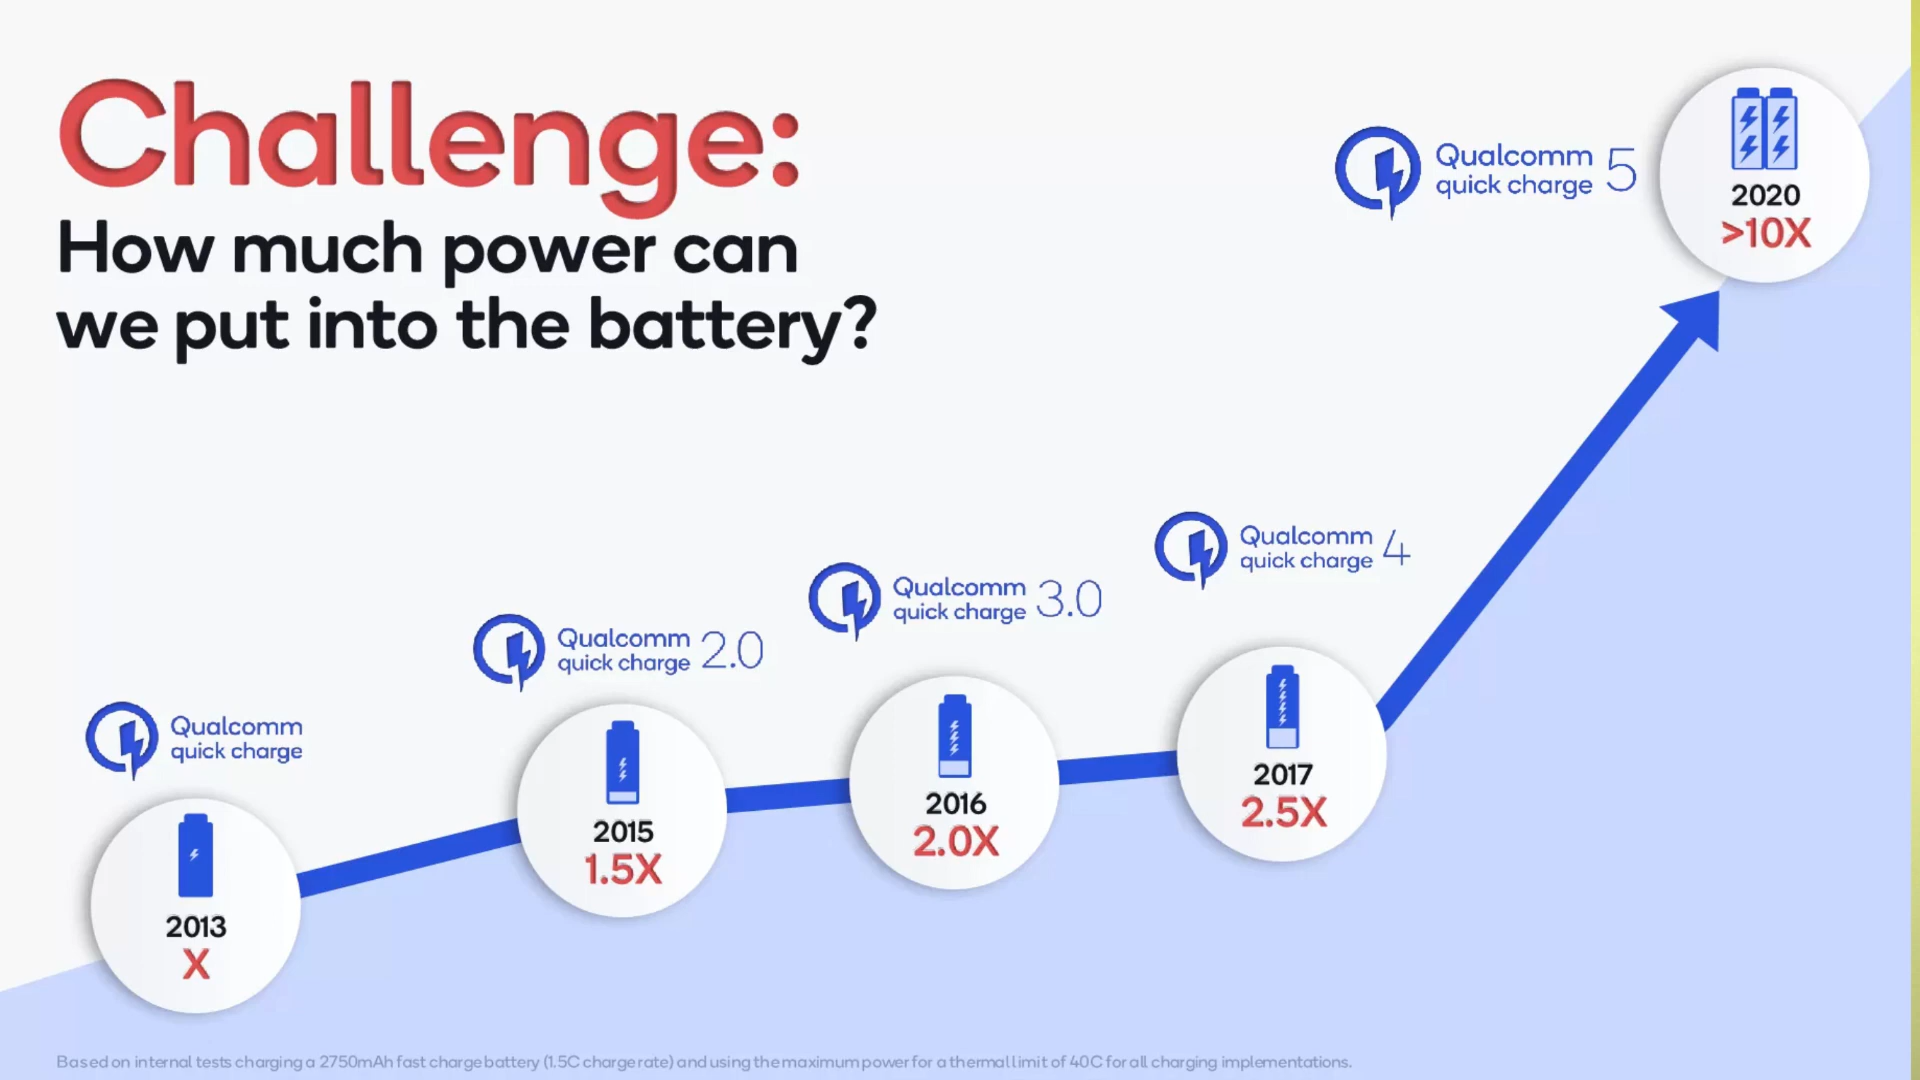 Challenge:
How much power can
we put into the battery?
Qualcomm
quick charge 5
2020
>10X
Qualcomm
quick charge 4
Qualcomm
quick charge 3.0
Qualcomm
quick charge 2.0
Qualcomm
quick charge
2013
X
2015
1.5X
2016
2.0X
2017
2.5X
Based on internal tests charging a 2750mAh fast charge battery (1.5C charge rate) and using the maximum power for a thermal limit of 40C for all charging implementations.